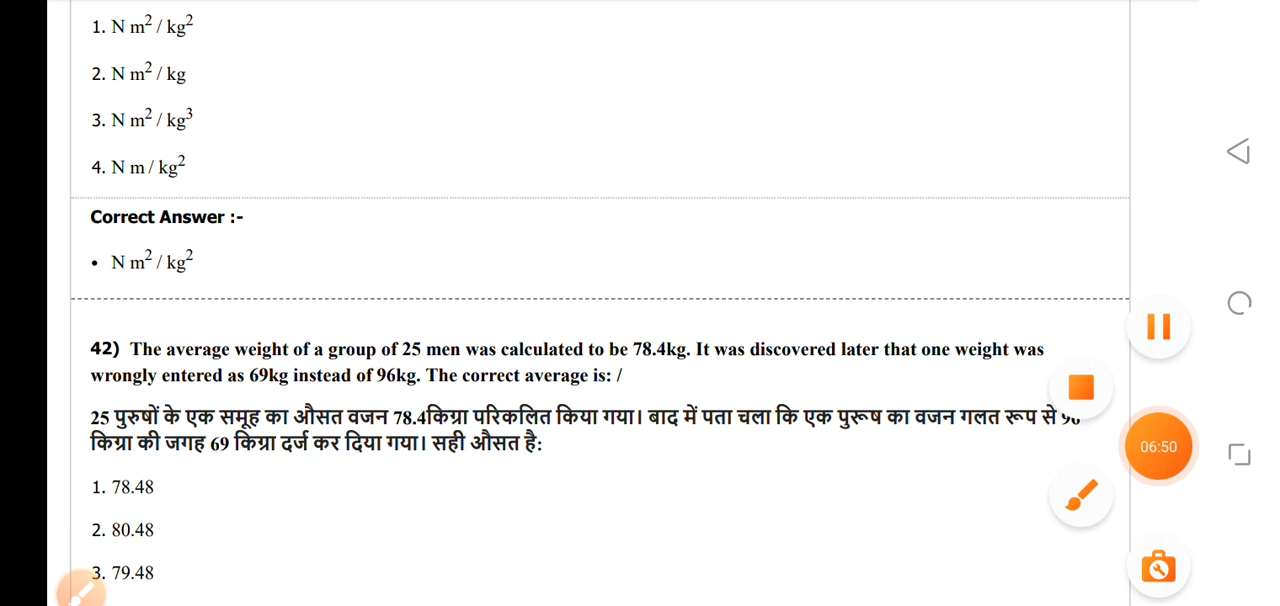 1. N m² / kg²
2. N m² / kg
3. N m² / kg³
4. N m / kg²
Correct Answer :-
• N m² / kg²
42) The average weight of a group of 25 men was calculated to be 78.4kg. It was discovered later that one weight was
wrongly entered as 69kg instead of 96kg. The correct average is: /
25 पुरुषों के एक समूह का औसत वजन 78.4किग्रा परिकलित किया गया। बाद में पता चला कि एक पुरूष का वजन गलत रूप से
किग्रा की जगह 69 किग्रा दर्ज कर दिया गया। सही औसत है:
06:50
1. 78.48
2. 80.48
3. 79.48